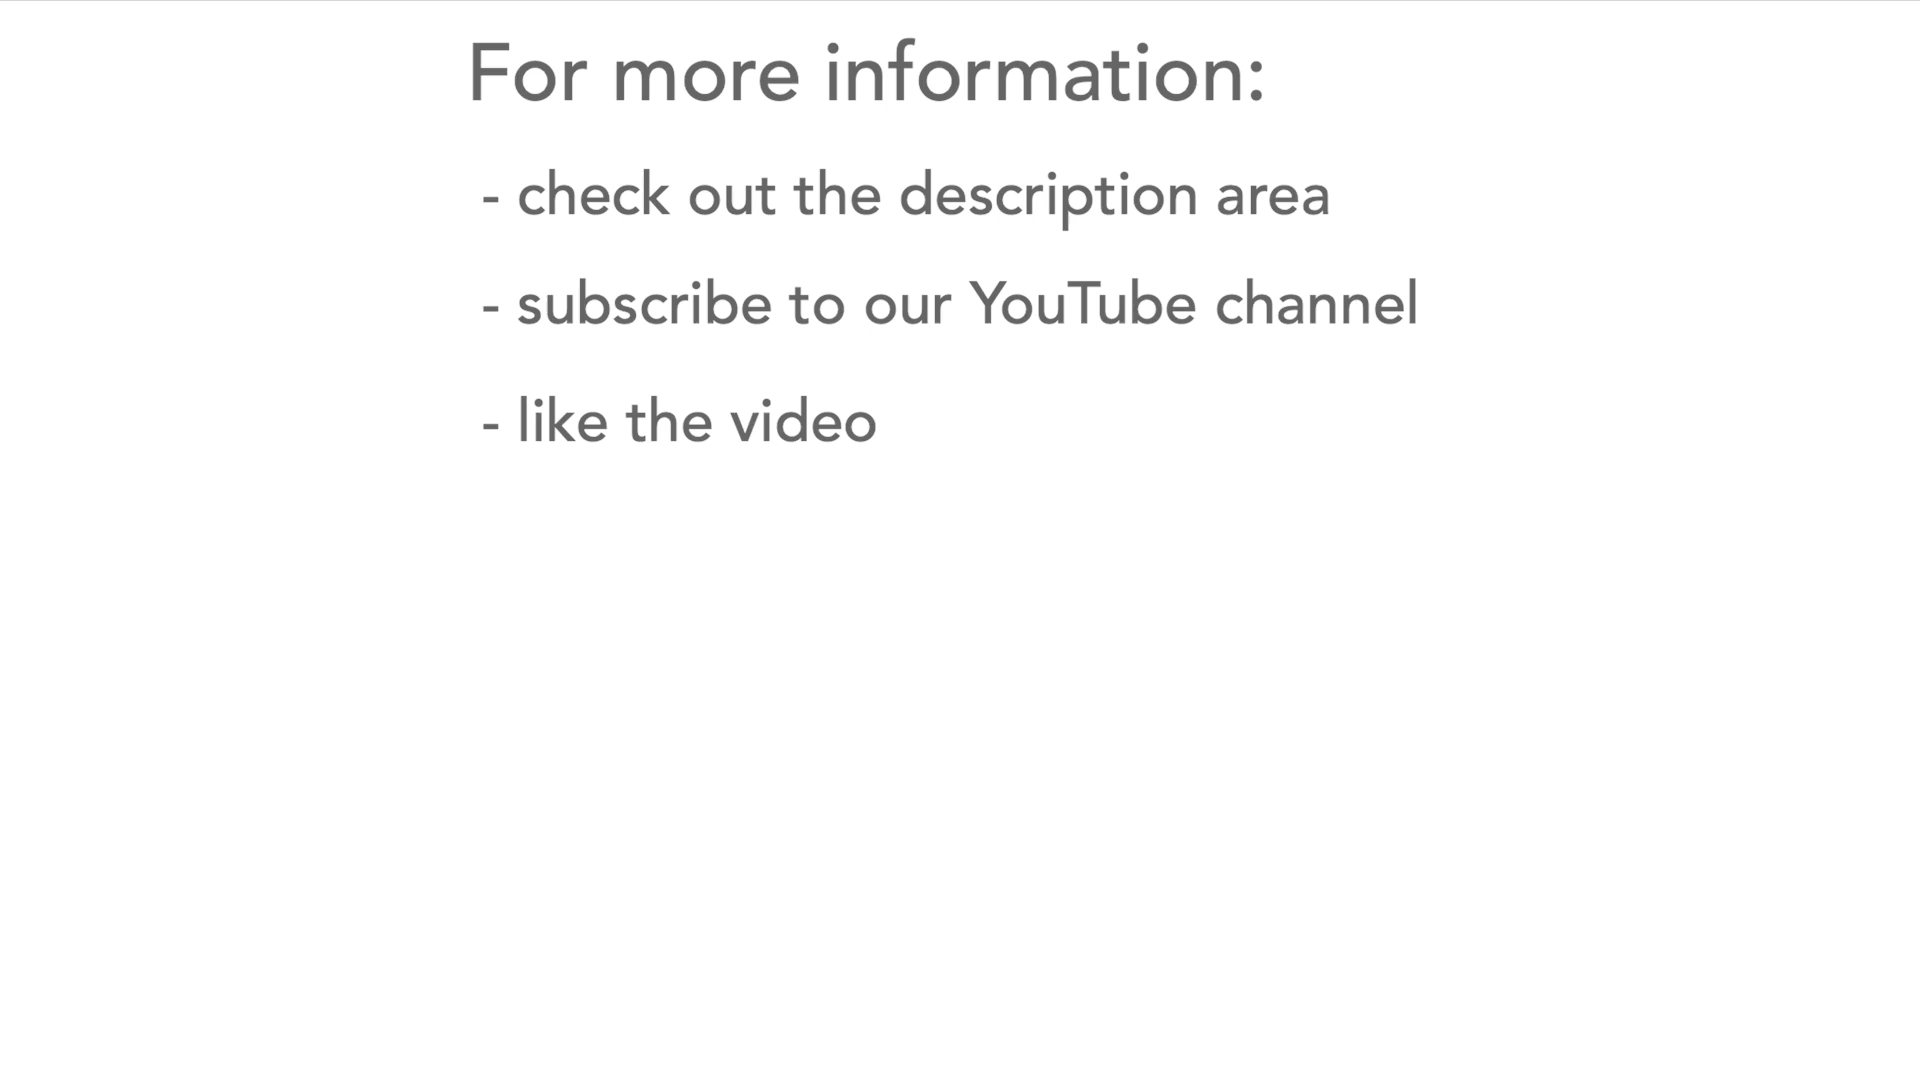 For more information:
- check out the description area
- subscribe to our YouTube channel
- like the video